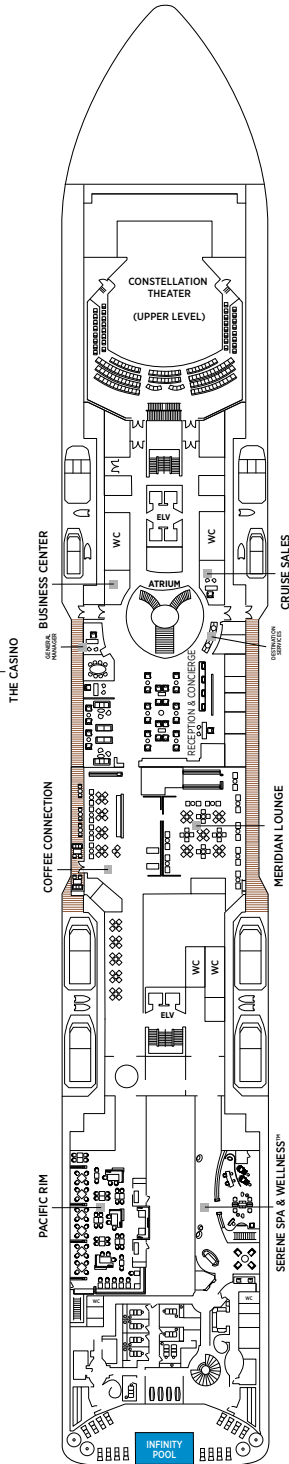 CONSTELLATION
THEATER
(UPPER LEVEL)
ELV
WC
WC
BUSINESS CENTER
CRUISE SALES
ATRIUM
THE CASINO
GENERAL
MANAGER
DESTINATION
SERVICES
RECEPTION & CONCIERGE
COFFEE CONNECTION
MERIDIAN LOUNGE
WC
WC
ELV
PACIFIC RIM
SERENE SPA & WELLNESS™
WC
WC
INFINITY
POOL